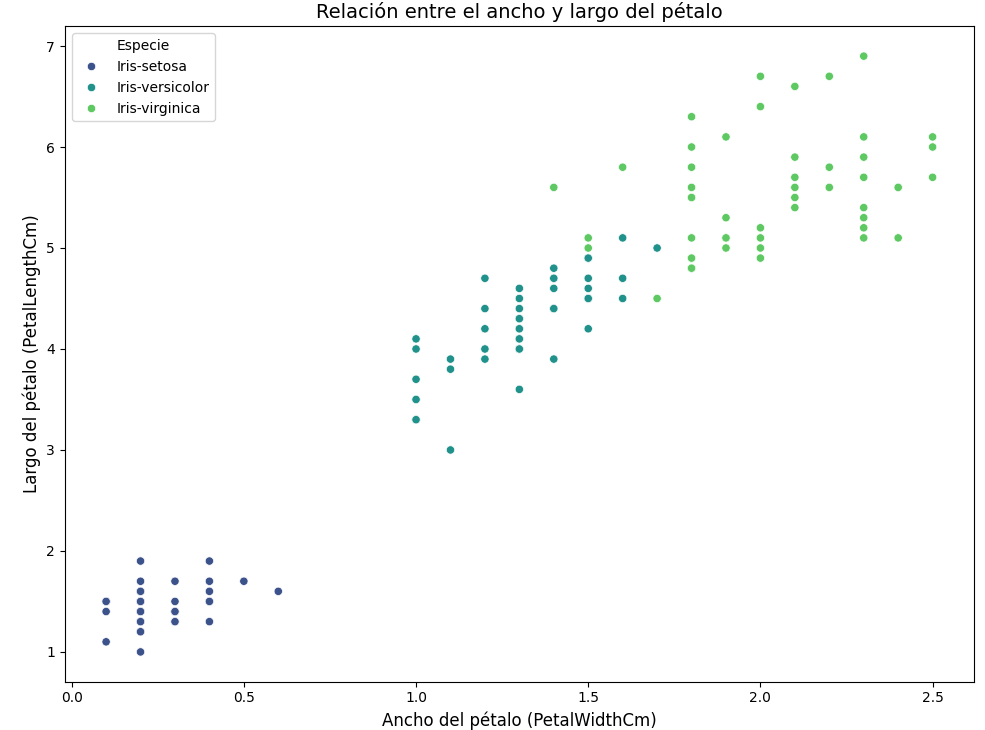 Relación entre el ancho y largo del pétalo
Especie
Iris-setosa
Iris-versicolor
Iris-virginica
Largo del pétalo (PetalLengthCm)
7
6
5
4
3
2
1
0.0 0.5 1.0 1.5 2.0 2.5
Ancho del pétalo (PetalWidthCm)